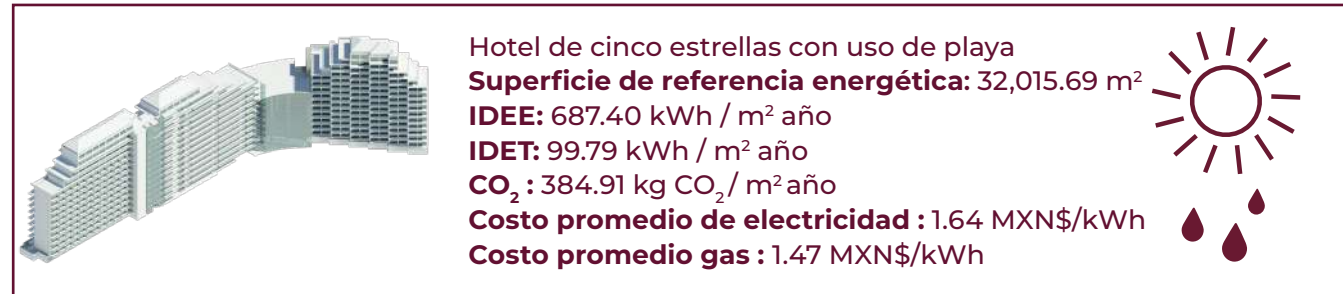 Hotel de cinco estrellas con uso de playa
Superficie de referencia energética: 32,015.69 m²
IDEE: 687.40 kWh / m² año
IDET: 99.79 kWh / m² año
CO₂ : 384.91 kg CO₂/ m² año
Costo promedio de electricidad : 1.64 MXN$/kWh
Costo promedio gas : 1.47 MXN$/kWh